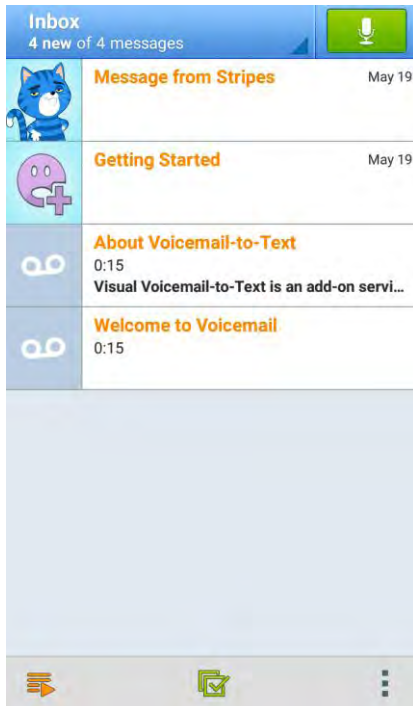 Inbox
4 new of 4 messages
Message from Stripes May 19
Getting Started May 19
About Voicemail-to-Text
0:15
Visual Voicemail-to-Text is an add-on servi...
Welcome to Voicemail
0:15